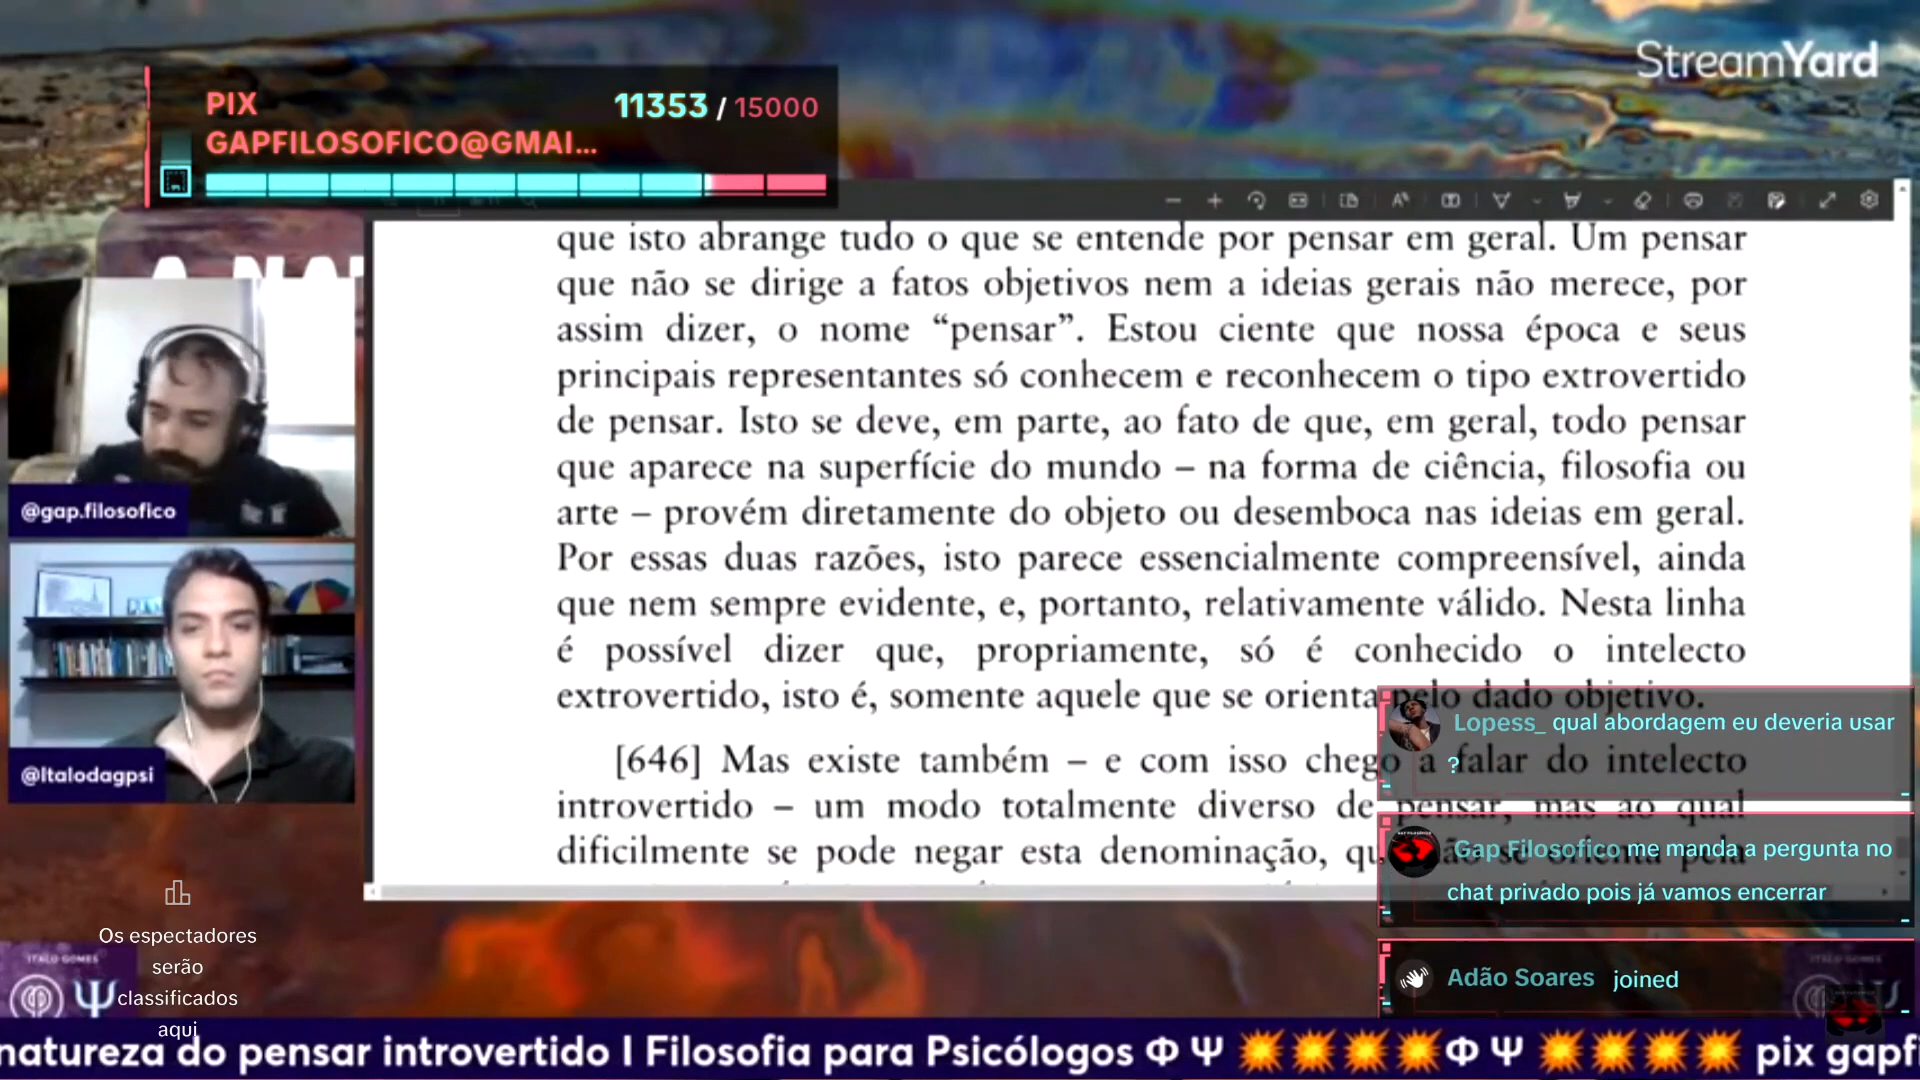 StreamYard
PIX
11353 / 15000
GAPFILOSOFICO@GMAI...
que isto abrange tudo o que se entende por pensar em geral. Um pensar
que não se dirige a fatos objetivos nem a ideias gerais não merece, por
assim dizer, o nome “pensar”. Estou ciente que nossa época e seus
principais representantes só conhecem e reconhecem o tipo extrovertido
de pensar. Isto se deve, em parte, ao fato de que, em geral, todo pensar
que aparece na superfície do mundo – na forma de ciência, filosofia ou
arte – provém diretamente do objeto ou desemboca nas ideias em geral.
Por essas duas razões, isto parece essencialmente compreensível, ainda
que nem sempre evidente, e, portanto, relativamente válido. Nesta linha
é possível dizer que, propriamente, só é conhecido o intelecto
extrovertido, isto é, somente aquele que se orienta pelo dado objetivo.
[646] Mas existe também – e com isso chego a falar do intelecto
introvertido – um modo totalmente diverso de pensar, mas ao qual
dificilmente se pode negar esta denominação,
@gap.filosofico
@Italodagpsi
Lopess_ qual abordagem eu deveria usar
?
Gap Filosofico me manda a pergunta no
chat privado pois já vamos encerrar
Adão Soares joined
Os espectadores
serão
classificados
aqui
ITALO GOMES
Ψ
natureza do pensar introvertido I Filosofia para Psicólogos Φ Ψ 💥💥💥💥Φ Ψ 💥💥💥💥 pix gapfi